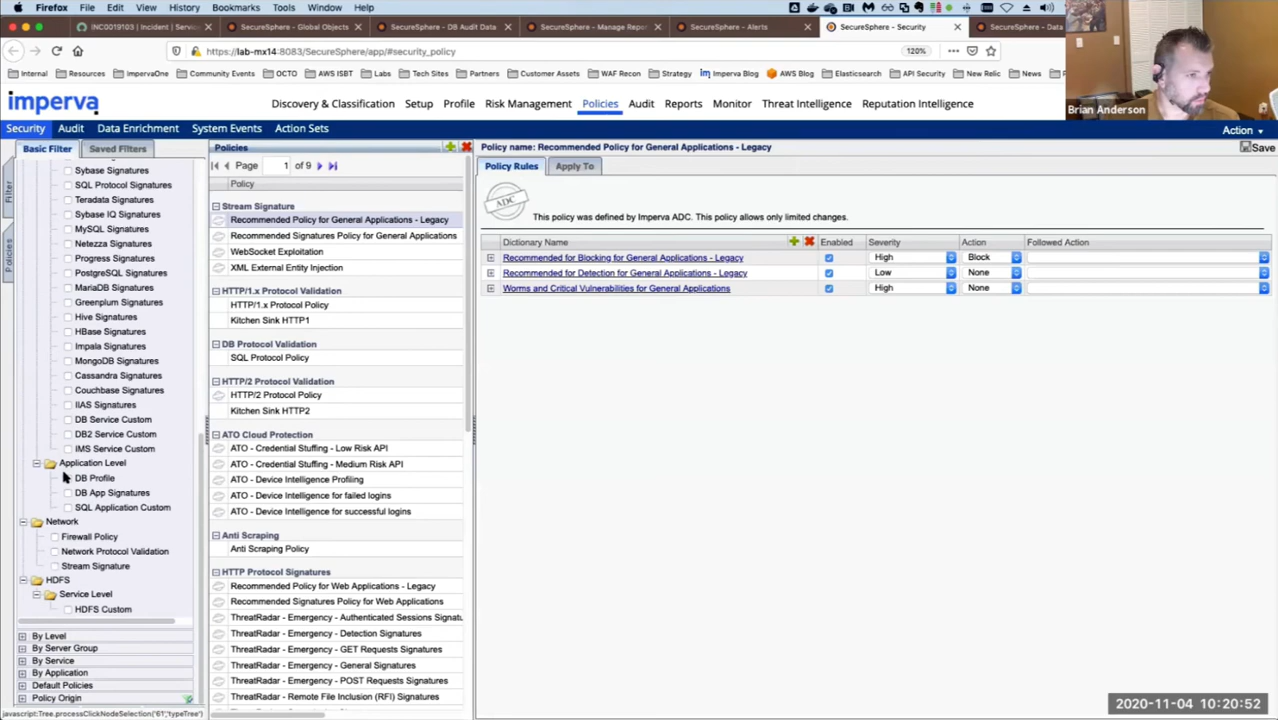 Firefox File Edit View History Bookmarks Tools Window Help
INC0019103 | Incident | Servic
SecureSphere - Global Objects
SecureSphere - DB Audit Data
SecureSphere - Manage Repor
SecureSphere - Alerts
SecureSphere - Security
SecureSphere - Data
https://lab-mx14:8083/SecureSphere/app/#security_policy
120%
Internal Resources ImpervaOne Community Events OCTO AWS ISBT Labs Tech Sites Partners Customer Assets WAF Recon Strategy Imperva Blog AWS Blog Elasticsearch API Security New Relic News
Brian Anderson
imperva
Discovery & Classification Setup Profile Risk Management Policies Audit Reports Monitor Threat Intelligence Reputation Intelligence
Security Audit Data Enrichment System Events Action Sets
Action
Basic Filter Saved Filters
Filter
Policies
Sybase Signatures
SQL Protocol Signatures
Teradata Signatures
Sybase IQ Signatures
MySQL Signatures
Netezza Signatures
Progress Signatures
PostgreSQL Signatures
MariaDB Signatures
Greenplum Signatures
Hive Signatures
HBase Signatures
Impala Signatures
MongoDB Signatures
Cassandra Signatures
Couchbase Signatures
IIAS Signatures
DB Service Custom
DB2 Service Custom
IMS Service Custom
Application Level
DB Profile
DB App Signatures
SQL Application Custom
Network
Firewall Policy
Network Protocol Validation
Stream Signature
HDFS
Service Level
HDFS Custom
By Level
By Server Group
By Service
By Application
Default Policies
Policy Origin
javascript:Tree.processClickNodeSelection('61','typeTree')
Policies
Page 1 of 9
Policy
Stream Signature
Recommended Policy for General Applications - Legacy
Recommended Signatures Policy for General Applications
WebSocket Exploitation
XML External Entity Injection
HTTP/1.x Protocol Validation
HTTP/1.x Protocol Policy
Kitchen Sink HTTP1
DB Protocol Validation
SQL Protocol Policy
HTTP/2 Protocol Validation
HTTP/2 Protocol Policy
Kitchen Sink HTTP2
ATO Cloud Protection
ATO - Credential Stuffing - Low Risk API
ATO - Credential Stuffing - Medium Risk API
ATO - Device Intelligence Profiling
ATO - Device Intelligence for failed logins
ATO - Device Intelligence for successful logins
Anti Scraping
Anti Scraping Policy
HTTP Protocol Signatures
Recommended Policy for Web Applications - Legacy
Recommended Signatures Policy for Web Applications
ThreatRadar - Emergency - Authenticated Sessions Signatu
ThreatRadar - Emergency - Detection Signatures
ThreatRadar - Emergency - GET Requests Signatures
ThreatRadar - Emergency - General Signatures
ThreatRadar - Emergency - POST Requests Signatures
ThreatRadar - Remote File Inclusion (RFI) Signatures
Policy name: Recommended Policy for General Applications - Legacy
Save
Policy Rules Apply To
ADC
This policy was defined by Imperva ADC. This policy allows only limited changes.
Dictionary Name Enabled Severity Action Followed Action
Recommended for Blocking for General Applications - Legacy High Block
Recommended for Detection for General Applications - Legacy Low None
Worms and Critical Vulnerabilities for General Applications High None
2020-11-04 10:20:52